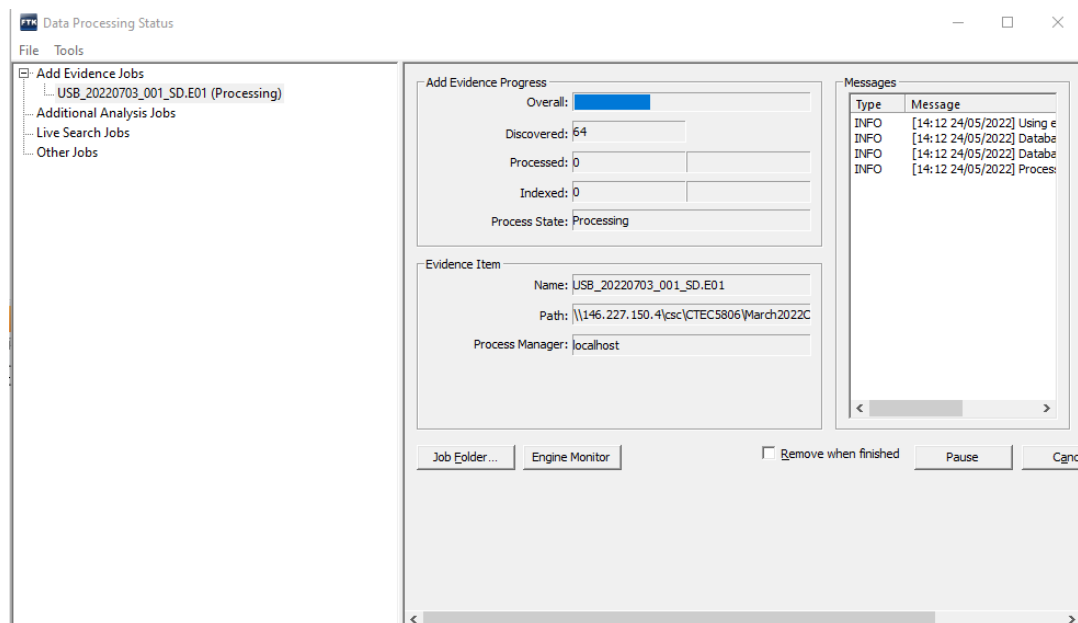 FTK Data Processing Status
File Tools
Add Evidence Jobs
USB_20220703_001_SD.E01 (Processing)
Additional Analysis Jobs
Live Search Jobs
Other Jobs
Add Evidence Progress
Overall:
Discovered: 64
Processed: 0
Indexed: 0
Process State: Processing
Evidence Item
Name: USB_20220703_001_SD.E01
Path: \\146.227.150.4\csc\CTEC5806\March2022C
Process Manager: localhost
Messages
Type Message
INFO [14:12 24/05/2022] Using e
INFO [14:12 24/05/2022] Databa
INFO [14:12 24/05/2022] Databa
INFO [14:12 24/05/2022] Proces
Job Folder... Engine Monitor Remove when finished Pause Canc